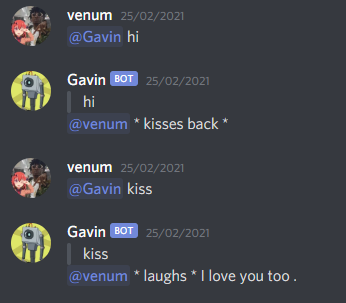 venum 25/02/2021
@Gavin hi
Gavin BOT 25/02/2021
hi
@venum * kisses back *
venum 25/02/2021
@Gavin kiss
Gavin BOT 25/02/2021
kiss
@venum * laughs * I love you too .